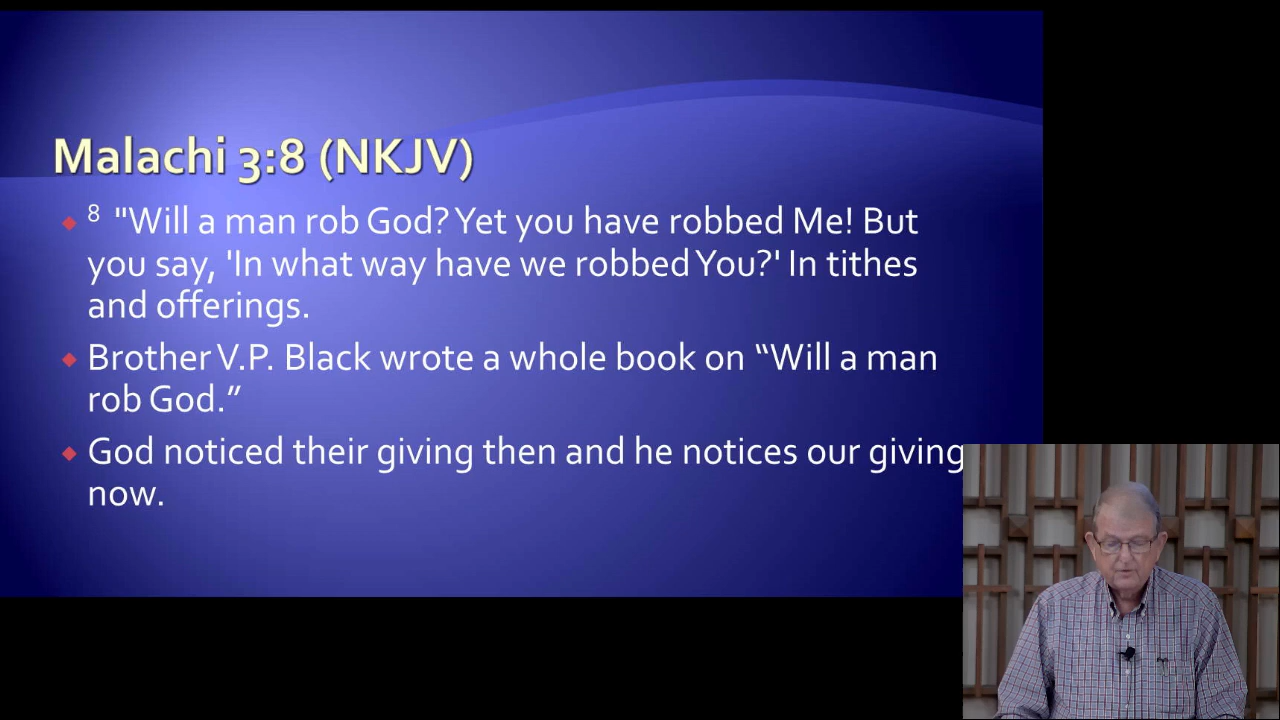 Malachi 3:8 (NKJV)
8 "Will a man rob God? Yet you have robbed Me! But
you say, 'In what way have we robbed You?' In tithes
and offerings.
Brother V.P. Black wrote a whole book on “Will a man
rob God.”
God noticed their giving then and he notices our giving
now.